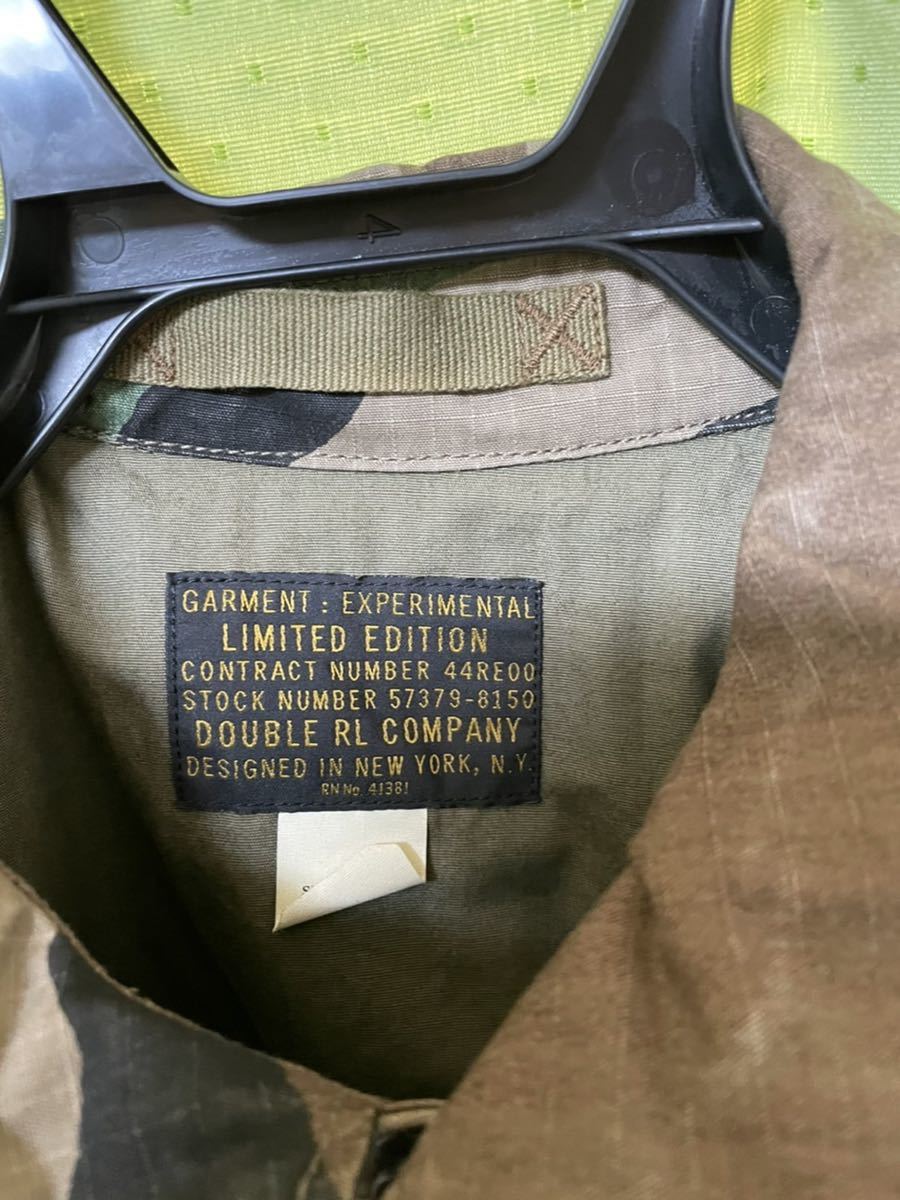 4
GARMENT : EXPERIMENTAL
LIMITED EDITION
CONTRACT NUMBER 44RE00
STOCK NUMBER 57379-8150
DOUBLE RL COMPANY
DESIGNED IN NEW YORK, N.Y.
RN No. 41381